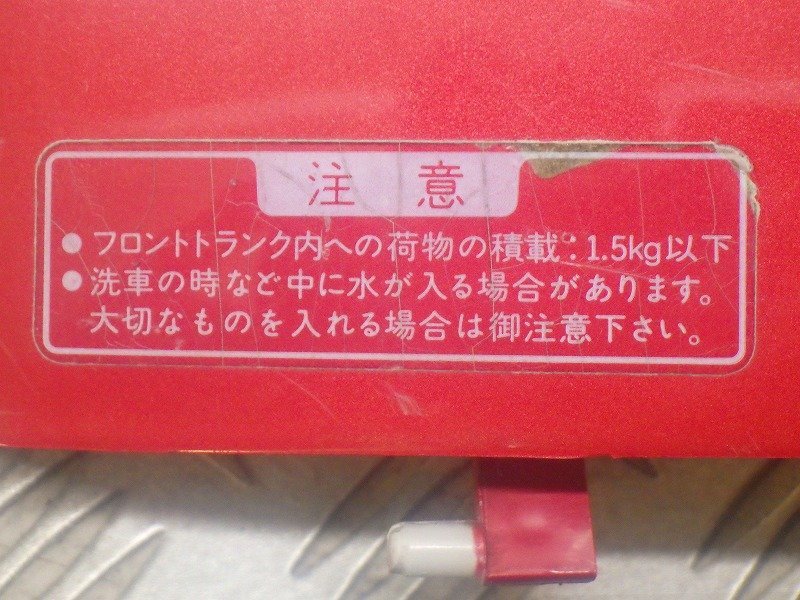 注意
●フロントトランク内への荷物の積載：1.5kg以下
●洗車の時など中に水が入る場合があります。
大切なものを入れる場合は御注意下さい。